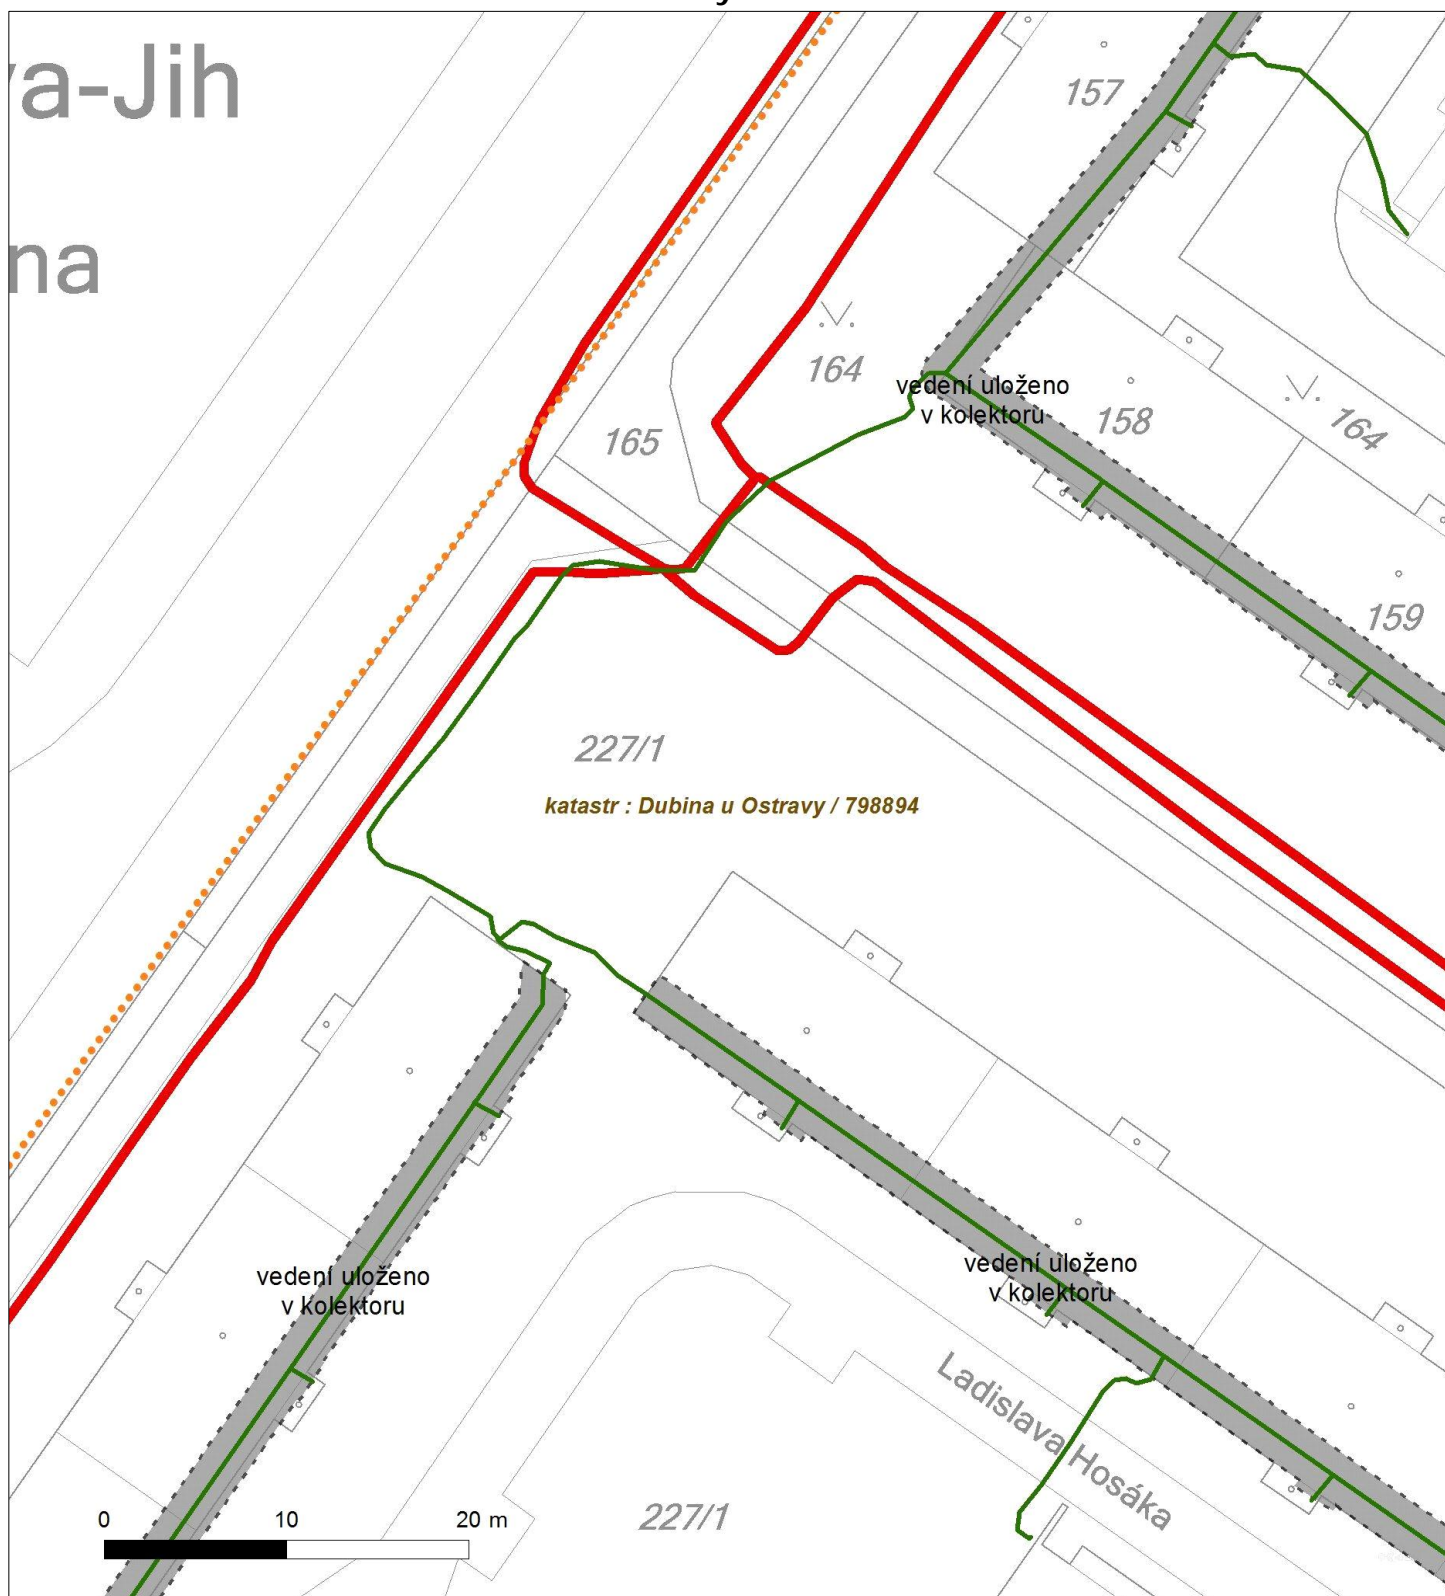 va-Jih
na
157
164
vedení uloženo
v kolektoru
158
164
165
159
227/1
katastr : Dubina u Ostravy / 798894
vedení uloženo
v kolektoru
vedení uloženo
v kolektoru
Ladislava Hosáka
227/1
0 10 20 m